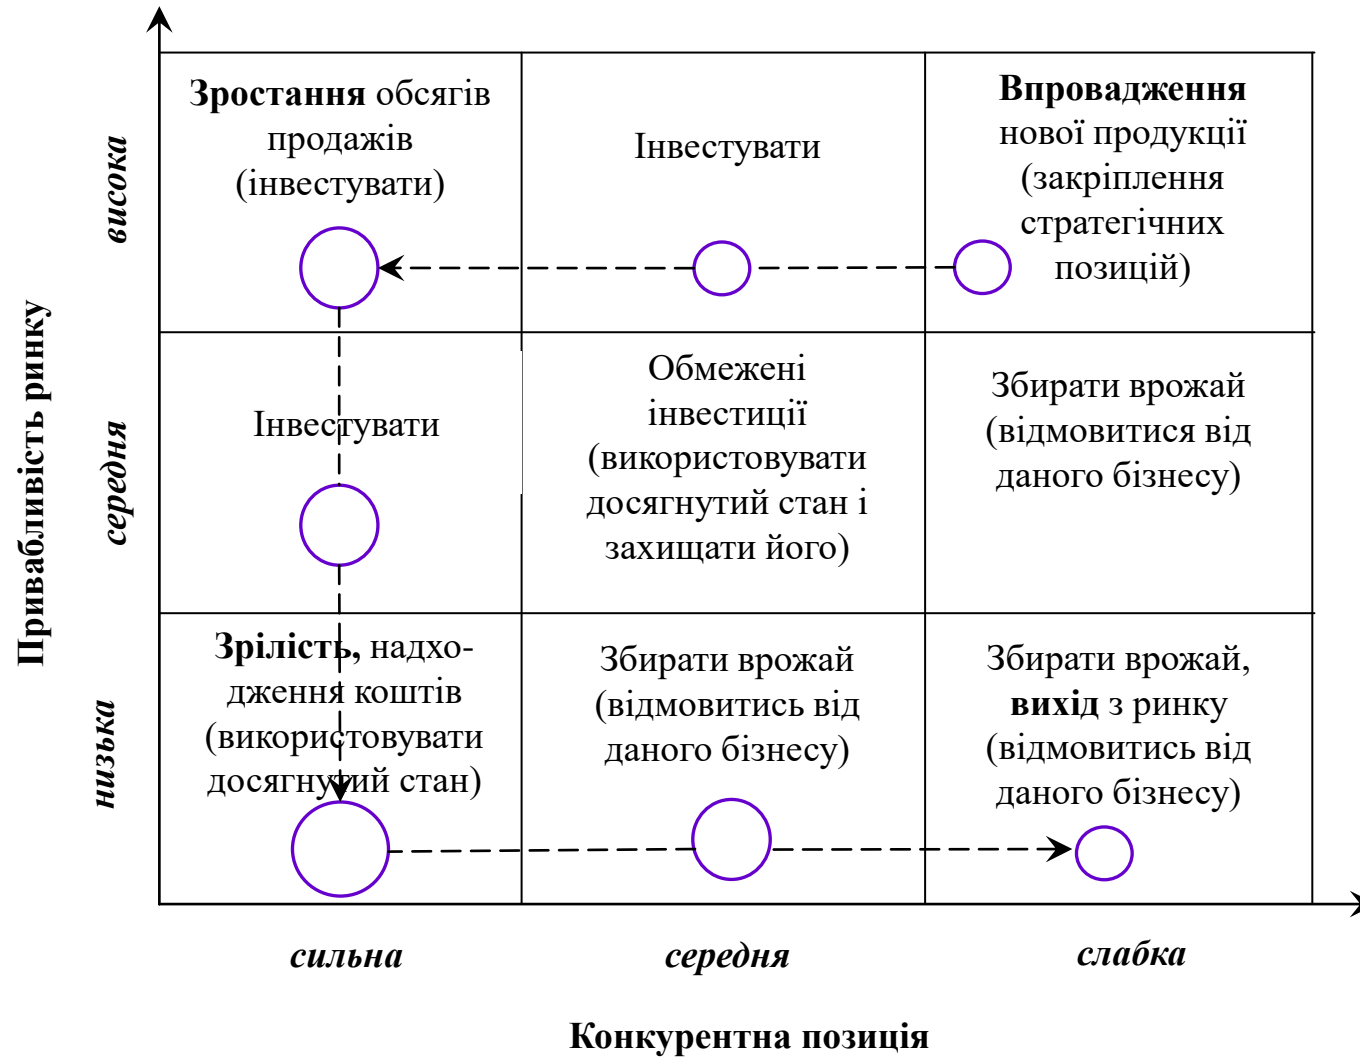 Привабливість ринку
висока
середня
низька
Зростання обсягів
продажів
(інвестувати)
Інвестувати
Впровадження
нової продукції
(закріплення
стратегічних
позицій)
Інвестувати
Обмежені
інвестиції
(використовувати
досягнутий стан і
захищати його)
Збирати врожай
(відмовитися від
даного бізнесу)
Зрілість, надхо-
дження коштів
(використовувати
досягнутий стан)
Збирати врожай
(відмовитись від
даного бізнесу)
Збирати врожай,
вихід з ринку
(відмовитись від
даного бізнесу)
сильна
середня
слабка
Конкурентна позиція